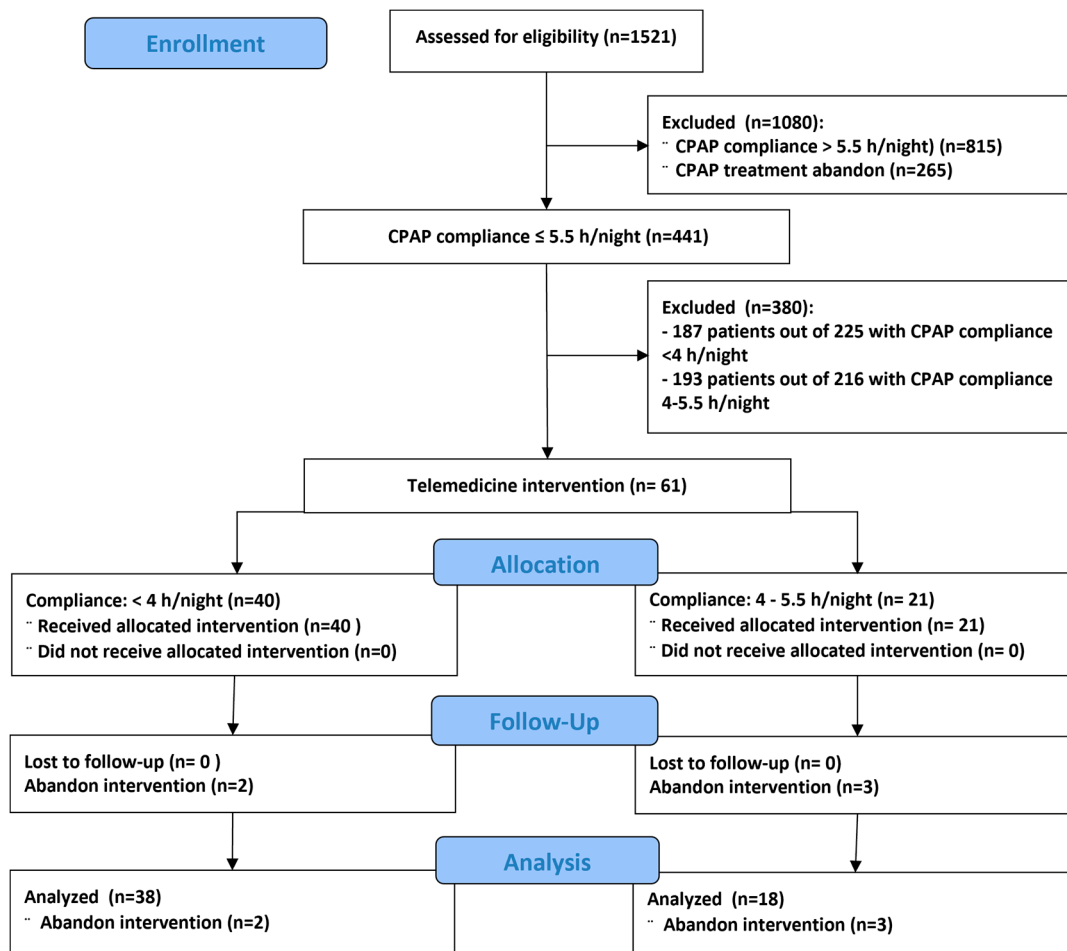 Enrollment
Assessed for eligibility (n=1521)
Excluded (n=1080):
¨ CPAP compliance > 5.5 h/night) (n=815)
¨ CPAP treatment abandon (n=265)
CPAP compliance ≤ 5.5 h/night (n=441)
Excluded (n=380):
- 187 patients out of 225 with CPAP compliance
<4 h/night
- 193 patients out of 216 with CPAP compliance
4-5.5 h/night
Telemedicine intervention (n= 61)
Allocation
Compliance: < 4 h/night (n=40)
¨ Received allocated intervention (n=40 )
¨ Did not receive allocated intervention (n=0)
Compliance: 4 - 5.5 h/night (n= 21)
¨ Received allocated intervention (n= 21)
¨ Did not receive allocated intervention (n= 0)
Follow-Up
Lost to follow-up (n= 0 )
Abandon intervention (n=2)
Lost to follow-up (n= 0)
Abandon intervention (n=3)
Analysis
Analyzed (n=38)
¨ Abandon intervention (n=2)
Analyzed (n=18)
¨ Abandon intervention (n=3)